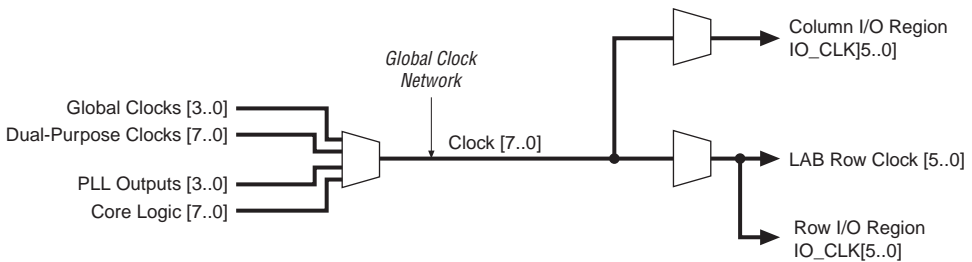 Column I/O Region
IO_CLK]5..0]
Global Clock
Network
Global Clocks [3..0]
Dual-Purpose Clocks [7..0]
Clock [7..0]
LAB Row Clock [5..0]
PLL Outputs [3..0]
Core Logic [7..0]
Row I/O Region
IO_CLK[5..0]